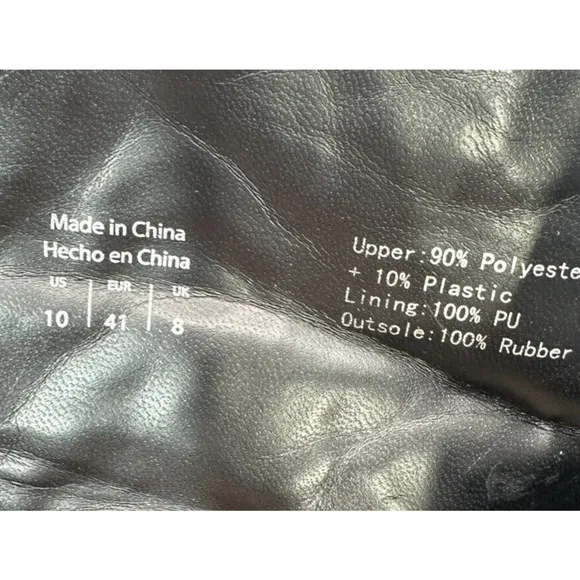 Made in China
Hecho en China
US | EUR | UK
10 | 41 | 8
Upper:90% Polyeste
+ 10% Plastic
Lining:100% PU
Outsole:100% Rubber